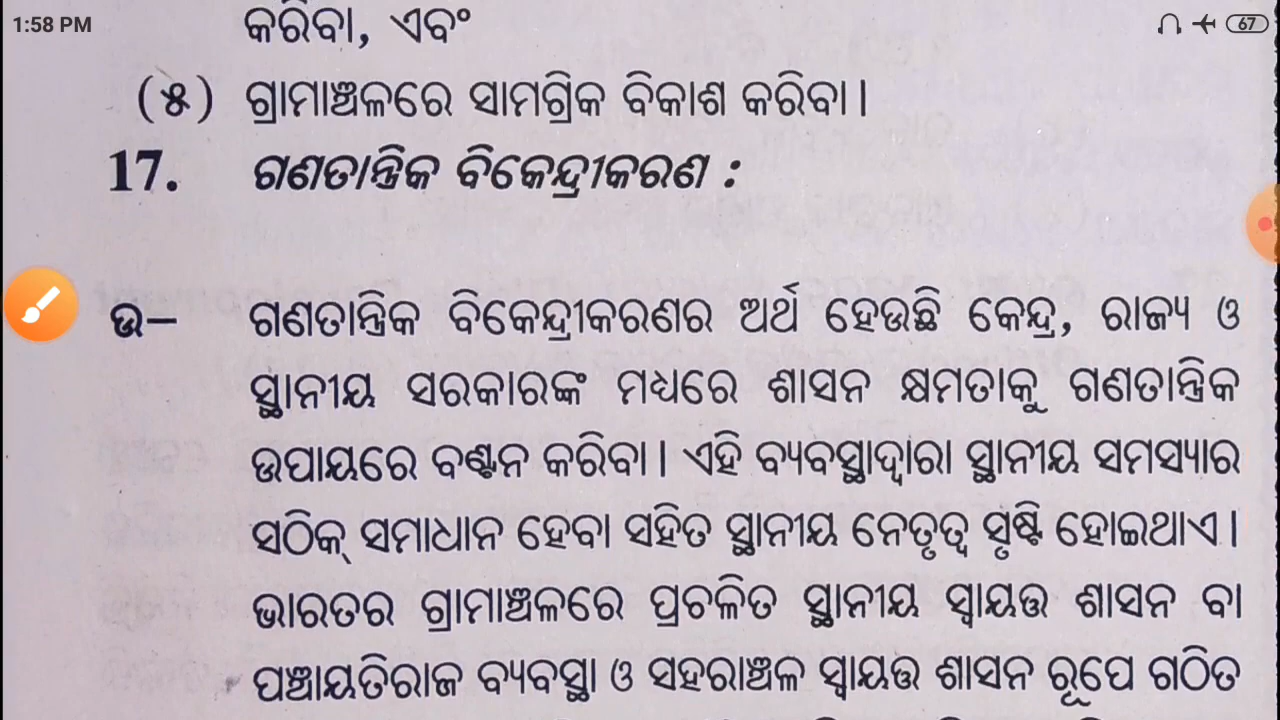 1:58 PM 67
କରିବା, ଏବଂ
(୫) ଗ୍ରାମାଞ୍ଚଳରେ ସାମଗ୍ରିକ ବିକାଶ କରିବା।
17. ଗଣତାନ୍ତ୍ରିକ ବିକେନ୍ଦ୍ରୀକରଣ :
ଉ– ଗଣତାନ୍ତ୍ରିକ ବିକେନ୍ଦ୍ରୀକରଣର ଅର୍ଥ ହେଉଛି କେନ୍ଦ୍ର, ରାଜ୍ୟ ଓ
ସ୍ଥାନୀୟ ସରକାରଙ୍କ ମଧ୍ୟରେ ଶାସନ କ୍ଷମତାକୁ ଗଣତାନ୍ତ୍ରିକ
ଉପାୟରେ ବଣ୍ଟନ କରିବା। ଏହି ବ୍ୟବସ୍ଥାଦ୍ୱାରା ସ୍ଥାନୀୟ ସମସ୍ୟାର
ସଠିକ୍ ସମାଧାନ ହେବା ସହିତ ସ୍ଥାନୀୟ ନେତୃତ୍ୱ ସୃଷ୍ଟି ହୋଇଥାଏ।
ଭାରତର ଗ୍ରାମାଞ୍ଚଳରେ ପ୍ରଚଳିତ ସ୍ଥାନୀୟ ସ୍ୱାୟତ୍ତ ଶାସନ ବା
ପଞ୍ଚାୟତିରାଜ ବ୍ୟବସ୍ଥା ଓ ସହରାଞ୍ଚଳ ସ୍ୱାୟତ୍ତ ଶାସନ ରୂପେ ଗଠିତ